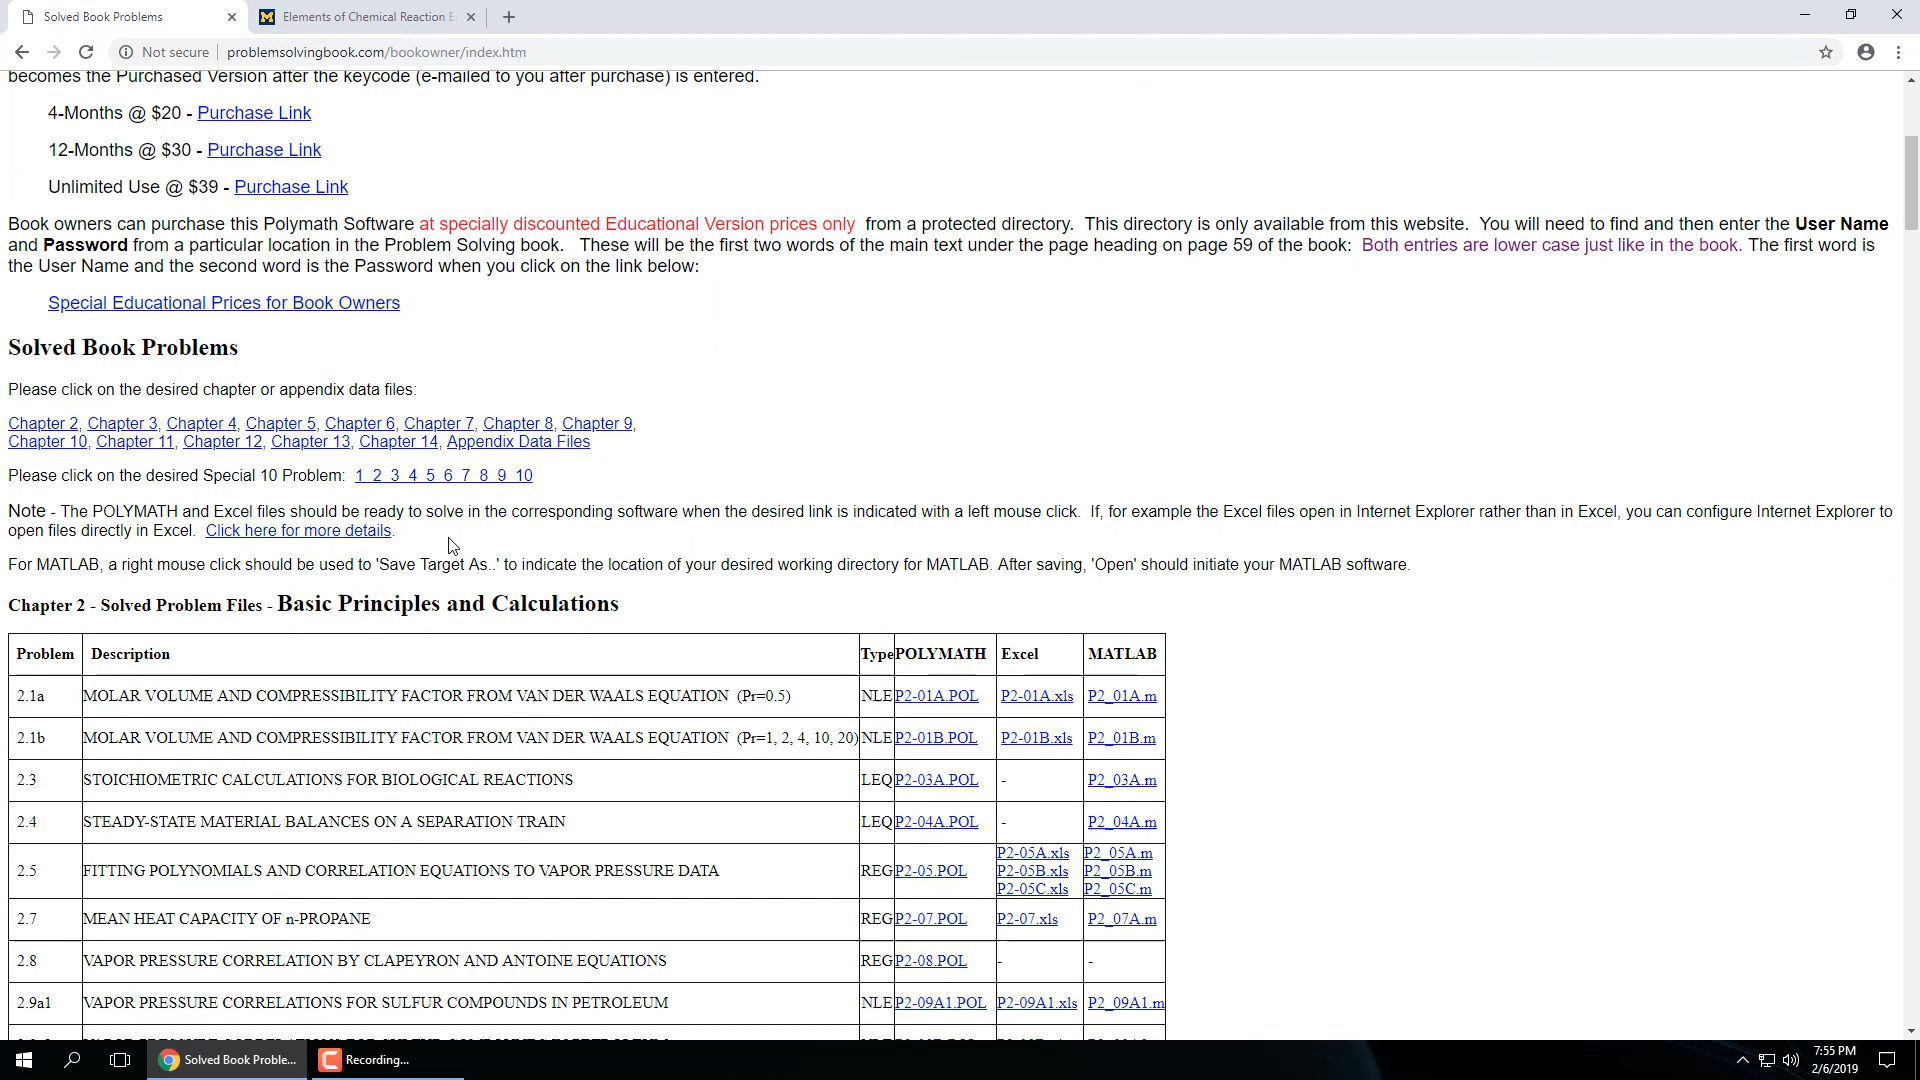 Solved Book Problems
Elements of Chemical Reaction E
Not secure
problemsolvingbook.com/bookowner/index.htm
becomes the Purchased Version after the keycode (e-mailed to you after purchase) is entered.
4-Months @ $20 - Purchase Link
12-Months @ $30 - Purchase Link
Unlimited Use @ $39 - Purchase Link
Book owners can purchase this Polymath Software at specially discounted Educational Version prices only from a protected directory. This directory is only available from this website. You will need to find and then enter the User Name
and Password from a particular location in the Problem Solving book. These will be the first two words of the main text under the page heading on page 59 of the book: Both entries are lower case just like in the book. The first word is
the User Name and the second word is the Password when you click on the link below:
Special Educational Prices for Book Owners
Solved Book Problems
Please click on the desired chapter or appendix data files:
Chapter 2, Chapter 3, Chapter 4, Chapter 5, Chapter 6, Chapter 7, Chapter 8, Chapter 9,
Chapter 10, Chapter 11, Chapter 12, Chapter 13, Chapter 14, Appendix Data Files
Please click on the desired Special 10 Problem: 1 2 3 4 5 6 7 8 9 10
Note - The POLYMATH and Excel files should be ready to solve in the corresponding software when the desired link is indicated with a left mouse click. If, for example the Excel files open in Internet Explorer rather than in Excel, you can configure Internet Explorer to
open files directly in Excel. Click here for more details.
For MATLAB, a right mouse click should be used to 'Save Target As..' to indicate the location of your desired working directory for MATLAB. After saving, 'Open' should initiate your MATLAB software.
Chapter 2 - Solved Problem Files - Basic Principles and Calculations
Problem Description Type POLYMATH Excel MATLAB
2.1a MOLAR VOLUME AND COMPRESSIBILITY FACTOR FROM VAN DER WAALS EQUATION (Pr=0.5) NLE P2-01A.POL P2-01A.xls P2_01A.m
2.1b MOLAR VOLUME AND COMPRESSIBILITY FACTOR FROM VAN DER WAALS EQUATION (Pr=1, 2, 4, 10, 20) NLE P2-01B.POL P2-01B.xls P2_01B.m
2.3 STOICHIOMETRIC CALCULATIONS FOR BIOLOGICAL REACTIONS LEQ P2-03A.POL - P2_03A.m
2.4 STEADY-STATE MATERIAL BALANCES ON A SEPARATION TRAIN LEQ P2-04A.POL - P2_04A.m
P2-05A.xls P2_05A.m
2.5 FITTING POLYNOMIALS AND CORRELATION EQUATIONS TO VAPOR PRESSURE DATA REG P2-05.POL P2-05B.xls P2_05B.m
P2-05C.xls P2_05C.m
2.7 MEAN HEAT CAPACITY OF n-PROPANE REG P2-07.POL P2-07.xls P2_07A.m
2.8 VAPOR PRESSURE CORRELATION BY CLAPEYRON AND ANTOINE EQUATIONS REG P2-08.POL - -
2.9a1 VAPOR PRESSURE CORRELATIONS FOR SULFUR COMPOUNDS IN PETROLEUM NLE P2-09A1.POL P2-09A1.xls P2_09A1.m
Solved Book Proble...
Recording...
7:55 PM
2/6/2019